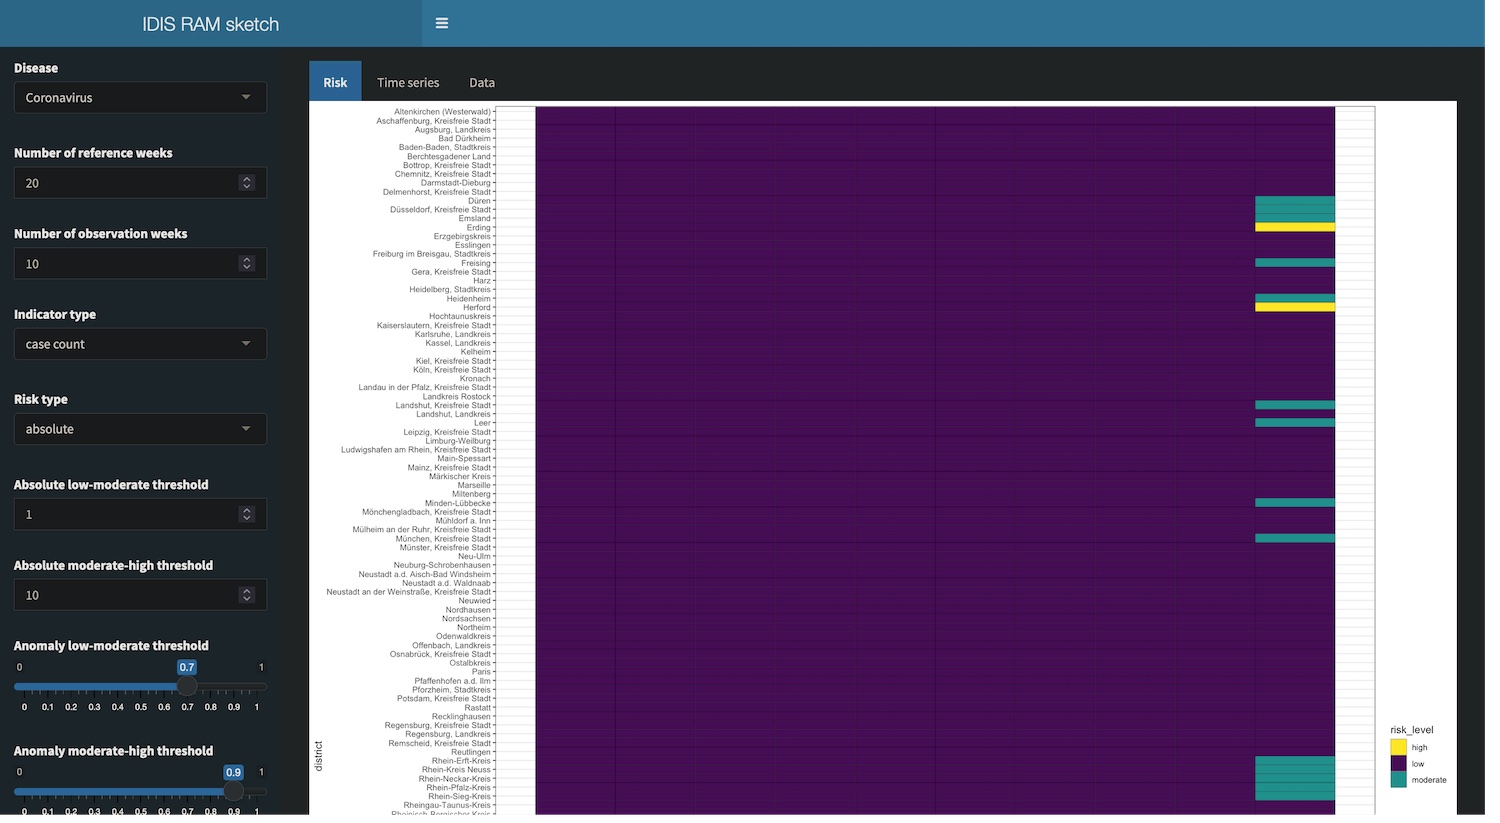 IDIS RAM sketch
Disease
Coronavirus
Number of reference weeks
20
Number of observation weeks
10
Indicator type
case count
Risk type
absolute
Absolute low-moderate threshold
1
Absolute moderate-high threshold
10
Anomaly low-moderate threshold
0 0.7 1
0 0.1 0.2 0.3 0.4 0.5 0.6 0.7 0.8 0.9 1
Anomaly moderate-high threshold
0 0.9 1
0 0.1 0.2 0.3 0.4 0.5 0.6 0.7 0.8 0.9 1
Risk Time series Data
Altenkirchen (Westerwald)
Aschaffenburg, Kreisfreie Stadt
Augsburg, Landkreis
Bad Dürkheim
Baden-Baden, Stadtkreis
Berchtesgadener Land
Bottrop, Kreisfreie Stadt
Chemnitz, Kreisfreie Stadt
Darmstadt-Dieburg
Delmenhorst, Kreisfreie Stadt
Düren
Düsseldorf, Kreisfreie Stadt
Emsland
Erding
Erzgebirgskreis
Esslingen
Freiburg im Breisgau, Stadtkreis
Freising
Gera, Kreisfreie Stadt
Harz
Heidelberg, Stadtkreis
Heidenheim
Herford
Hochtaunuskreis
Kaiserslautern, Kreisfreie Stadt
Karlsruhe, Landkreis
Kassel, Landkreis
Kelheim
Kiel, Kreisfreie Stadt
Köln, Kreisfreie Stadt
Kronach
Landau in der Pfalz, Kreisfreie Stadt
Landkreis Rostock
Landshut, Kreisfreie Stadt
Landshut, Landkreis
Leer
Leipzig, Kreisfreie Stadt
Limburg-Weilburg
Ludwigshafen am Rhein, Kreisfreie Stadt
Main-Spessart
Mainz, Kreisfreie Stadt
Märkischer Kreis
Marseille
Miltenberg
Minden-Lübbecke
Mönchengladbach, Kreisfreie Stadt
Mühldorf a. Inn
Mülheim an der Ruhr, Kreisfreie Stadt
München, Kreisfreie Stadt
Münster, Kreisfreie Stadt
Neu-Ulm
Neuburg-Schrobenhausen
Neustadt a.d. Aisch-Bad Windsheim
Neustadt a.d. Waldnaab
Neustadt an der Weinstraße, Kreisfreie Stadt
Neuwied
Nordhausen
Nordsachsen
Northeim
Odenwaldkreis
Offenbach, Landkreis
Osnabrück, Kreisfreie Stadt
Ostalbkreis
Paris
Pfaffenhofen a.d. Ilm
Pforzheim, Stadtkreis
Potsdam, Kreisfreie Stadt
Rastatt
Recklinghausen
Regensburg, Kreisfreie Stadt
Regensburg, Landkreis
Remscheid, Kreisfreie Stadt
Reutlingen
Rhein-Erft-Kreis
Rhein-Kreis Neuss
Rhein-Neckar-Kreis
Rhein-Pfalz-Kreis
Rhein-Sieg-Kreis
Rheingau-Taunus-Kreis
Rheinisch-Bergischer Kreis
district
risk_level
high
low
moderate